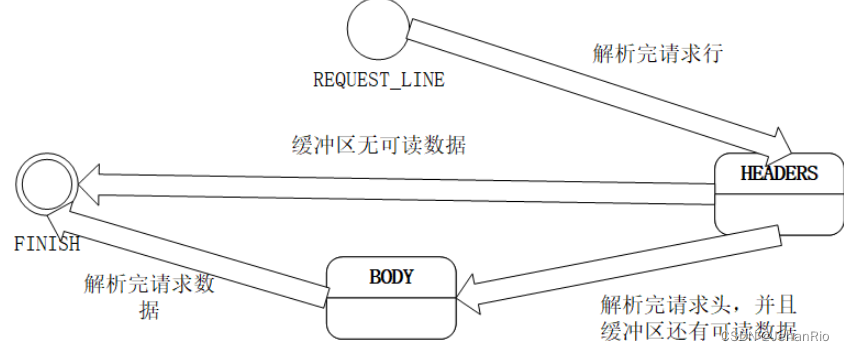 解析完请求行
REQUEST_LINE
缓冲区无可读数据
HEADERS
FINISH
BODY
解析完请求数
据
解析完请求头，并且
缓冲区还有可读数据